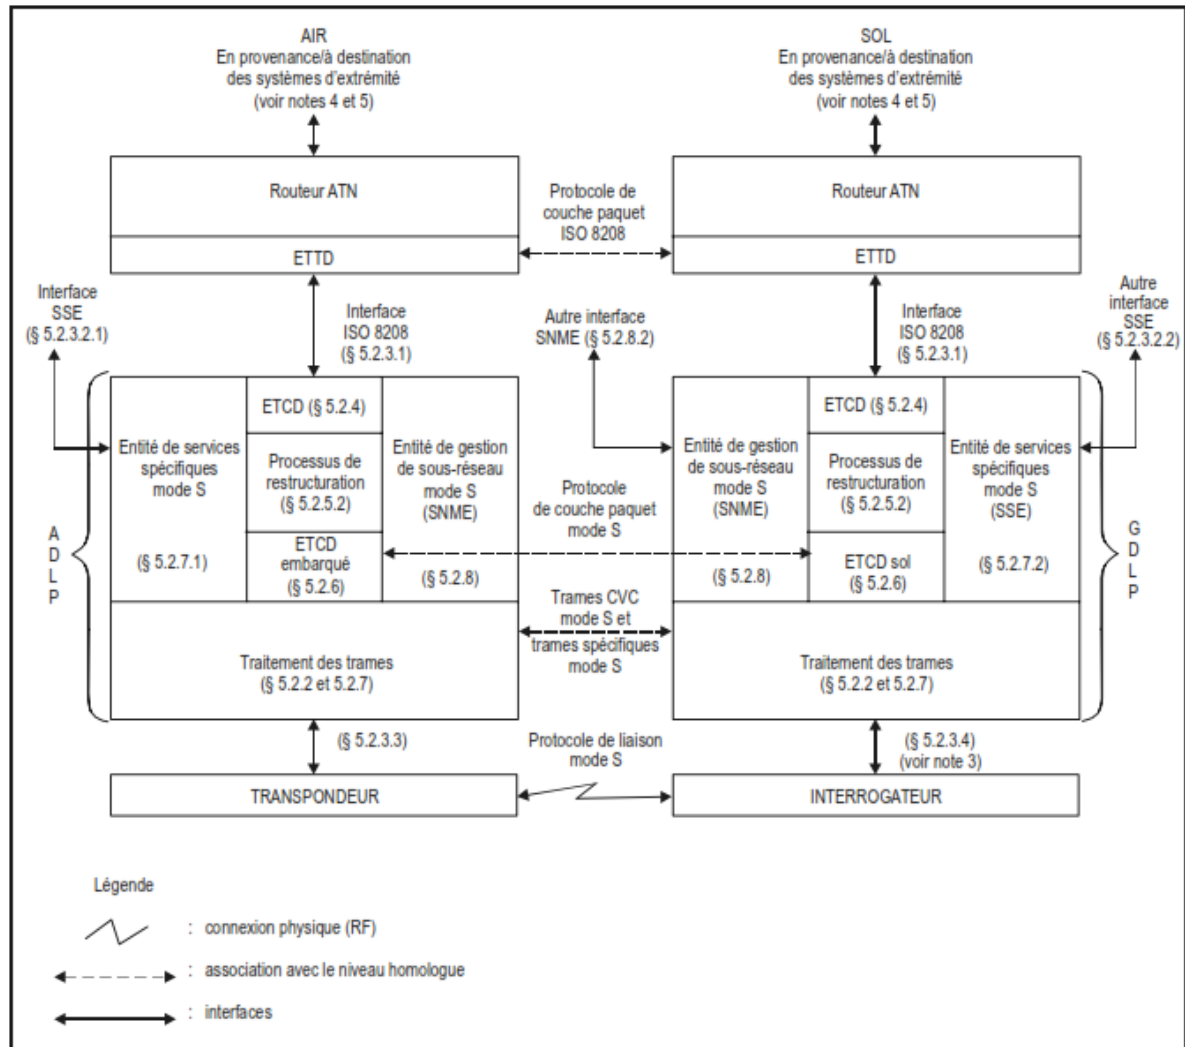 AIR
En provenance/à destination
des systèmes d'extrémité
(voir notes 4 et 5)
SOL
En provenance/à destination
des systèmes d'extrémité
(voir notes 4 et 5)
Routeur ATN
Protocole de
couche paquet
ISO 8208
Routeur ATN
ETTD
ETTD
Interface
SSE
(§ 5.2.3.2.1)
Interface
ISO 8208
(§ 5.2.3.1)
Autre interface
SNME (§ 5.2.8.2)
Interface
ISO 8208
(§ 5.2.3.1)
Autre
interface
SSE
(§ 5.2.3.2.2)
A
D
L
P
Entité de services
spécifiques
mode S
(§ 5.2.7.1)
ETCD (§ 5.2.4)
Processus de
restructuration
(§ 5.2.5.2)
ETCD
embarqué
(§ 5.2.6)
Entité de gestion
de sous-réseau
mode S
(SNME)
(§ 5.2.8)
Protocole
de couche paquet
mode S
Entité de gestion
de sous-réseau
mode S
(SNME)
(§ 5.2.8)
ETCD (§ 5.2.4)
Processus de
restructuration
(§ 5.2.5.2)
ETCD sol
(§ 5.2.6)
Entité de services
spécifiques
mode S
(SSE)
(§ 5.2.7.2)
G
D
L
P
Trames CVC
mode S et
trames spécifiques
mode S
Traitement des trames
(§ 5.2.2 et 5.2.7)
Traitement des trames
(§ 5.2.2 et 5.2.7)
(§ 5.2.3.3)
Protocole de liaison
mode S
(§ 5.2.3.4)
(voir note 3)
TRANSPONDEUR
INTERROGATEUR
Légende
: connexion physique (RF)
: association avec le niveau homologue
: interfaces